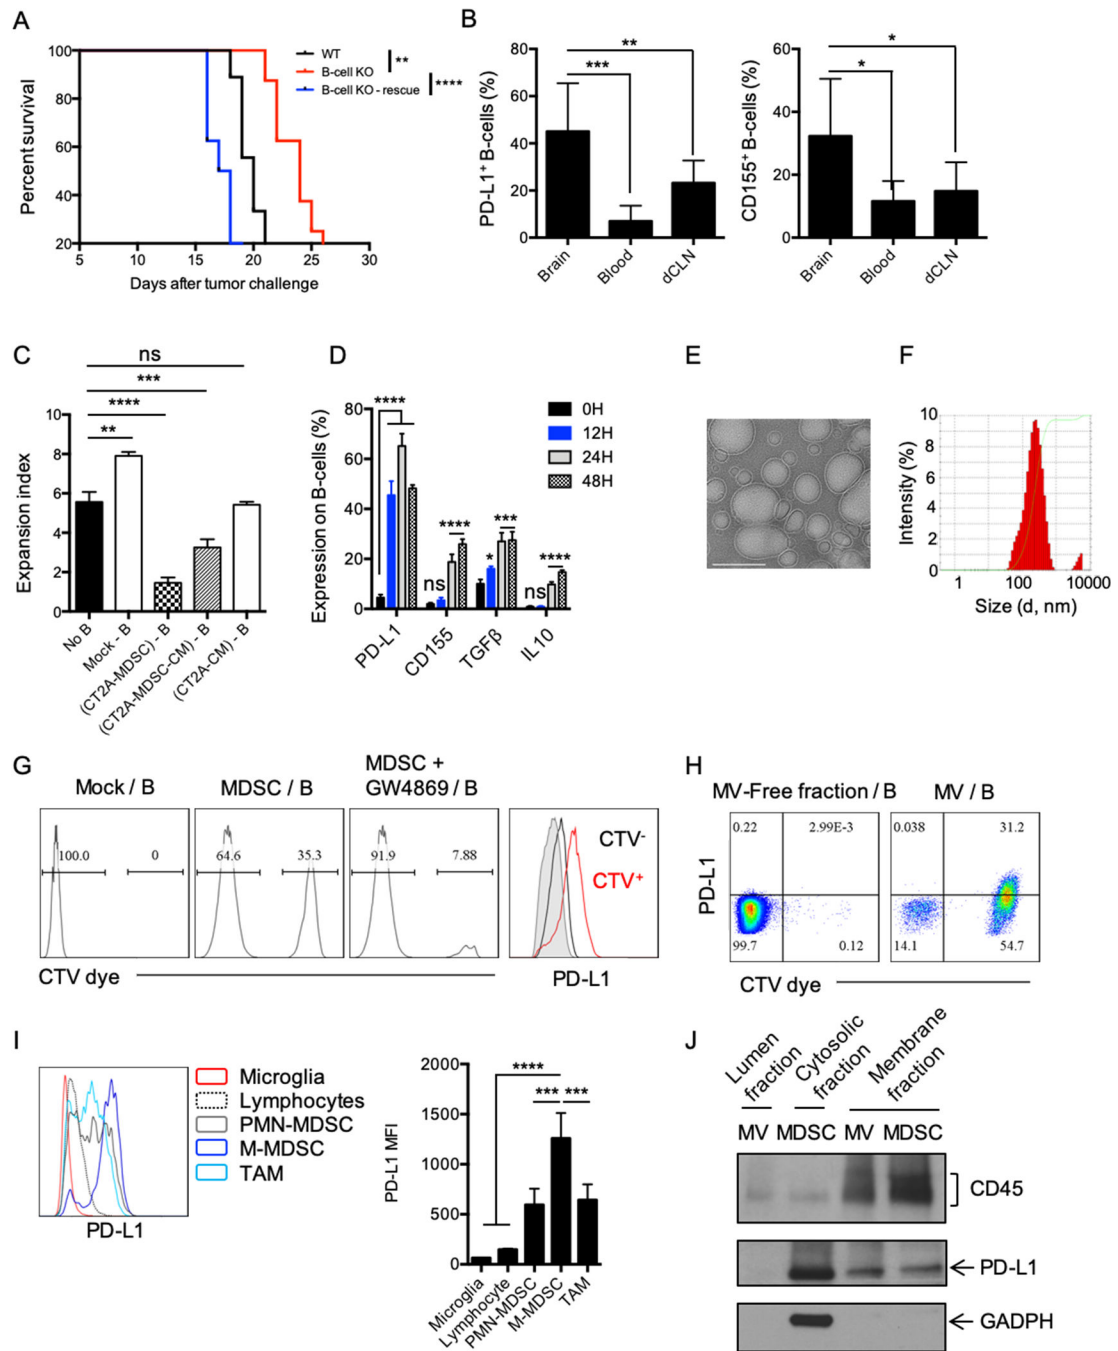 A
100
80
60
40
20
Percent survival
5
10
15
20
25
30
Days after tumor challenge
WT
B-cell KO
B-cell KO - rescue
**
****
B
80
60
40
20
0
PD-L1+ B-cells (%)
***
**
Brain
Blood
dCLN
60
40
20
0
CD155+ B-cells (%)
*
*
Brain
Blood
dCLN
C
ns
***
****
**
10
8
6
4
2
0
Expansion index
No B
Mock - B
(CT2A-MDSC) - B
(CT2A-MDSC-CM) - B
(CT2A-CM) - B
D
80
60
40
20
0
Expression on B-cells (%)
****
ns
****
*
***
ns
****
0H
12H
24H
48H
PD-L1
CD155
TGFβ
IL10
E
F
10
8
6
4
2
0
Intensity (%)
1
100
10000
Size (d, nm)
G
Mock / B
MDSC / B
MDSC +
GW4869 / B
100.0
0
64.6
35.3
91.9
7.88
CTV-
CTV+
CTV dye
PD-L1
H
MV-Free fraction / B
MV / B
0.22
2.99E-3
99.7
0.12
0.038
31.2
14.1
54.7
PD-L1
CTV dye
I
Microglia
Lymphocytes
PMN-MDSC
M-MDSC
TAM
PD-L1
2000
1500
1000
500
0
PD-L1 MFI
****
***
***
Microglia
Lymphocyte
PMN-MDSC
M-MDSC
TAM
J
Lumen
fraction
Cytosolic
fraction
Membrane
fraction
MV
MDSC
MV
MDSC
CD45
PD-L1
GADPH